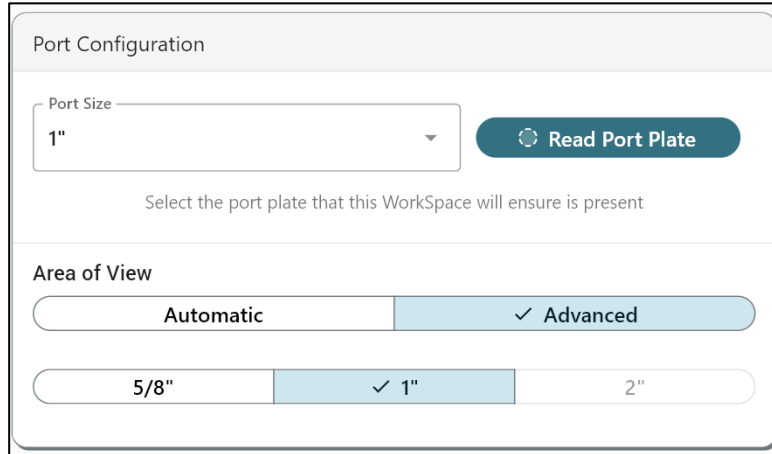 Port Configuration
Port Size
1"
Read Port Plate
Select the port plate that this WorkSpace will ensure is present
Area of View
Automatic
Advanced
5/8"
1"
2"